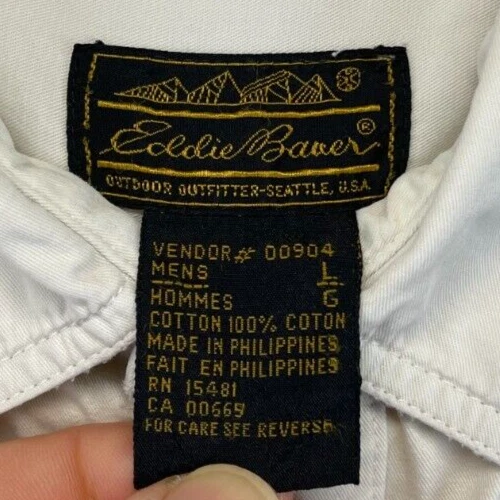 Eddie Bauer®
OUTDOOR OUTFITTER-SEATTLE, U.S.A.
VENDOR# 00904
MENS L
HOMMES G
COTTON 100% COTON
MADE IN PHILIPPINES
FAIT EN PHILIPPINES
RN 15481
CA 00665
FOR CARE SEE REVERSE